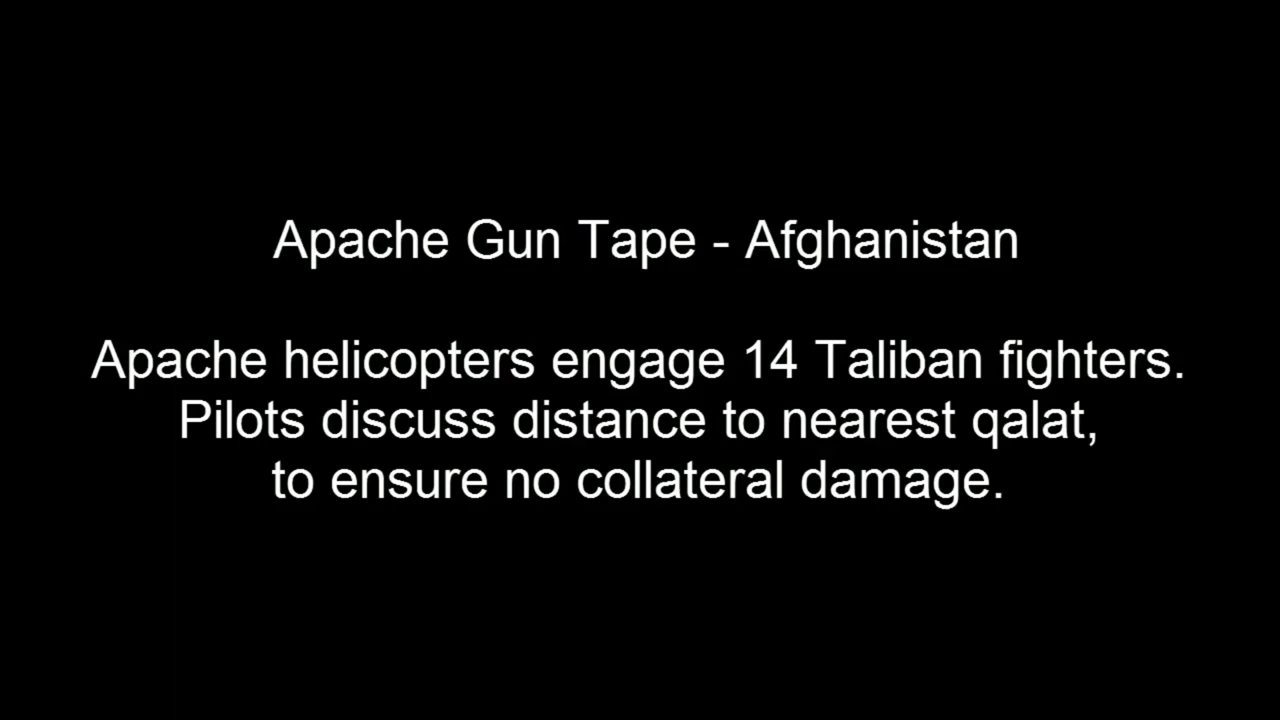 Apache Gun Tape - Afghanistan
Apache helicopters engage 14 Taliban fighters.
Pilots discuss distance to nearest qalat,
to ensure no collateral damage.